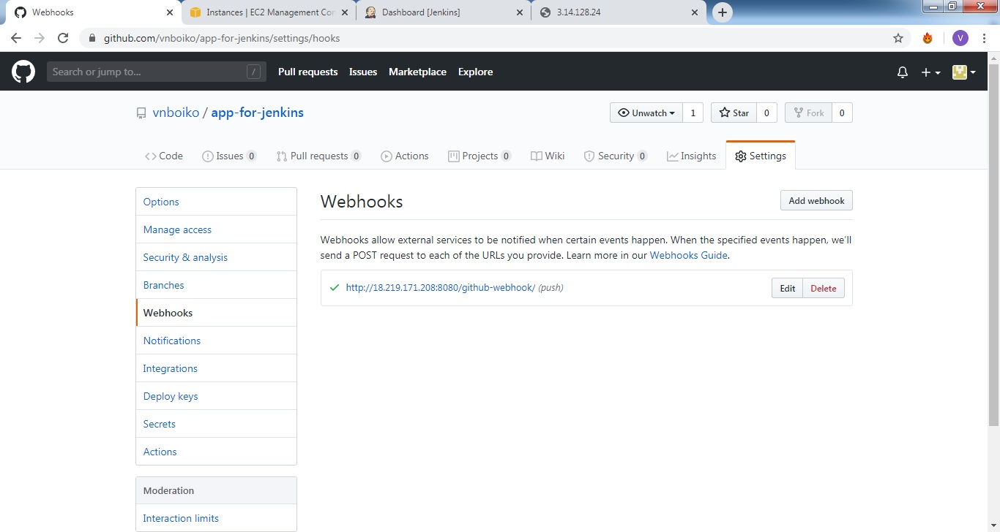 Webhooks
Instances | EC2 Management Con
Dashboard [Jenkins]
3.14.128.24
github.com/vnboiko/app-for-jenkins/settings/hooks
V
Search or jump to... /
Pull requests Issues Marketplace Explore
vnboiko / app-for-jenkins
Unwatch 1 Star 0 Fork 0
Code Issues 0 Pull requests 0 Actions Projects 0 Wiki Security 0 Insights Settings
Options
Manage access
Security & analysis
Branches
Webhooks
Notifications
Integrations
Deploy keys
Secrets
Actions
Moderation
Interaction limits
Webhooks
Add webhook
Webhooks allow external services to be notified when certain events happen. When the specified events happen, we'll
send a POST request to each of the URLs you provide. Learn more in our Webhooks Guide.
http://18.219.171.208:8080/github-webhook/ (push)
Edit Delete